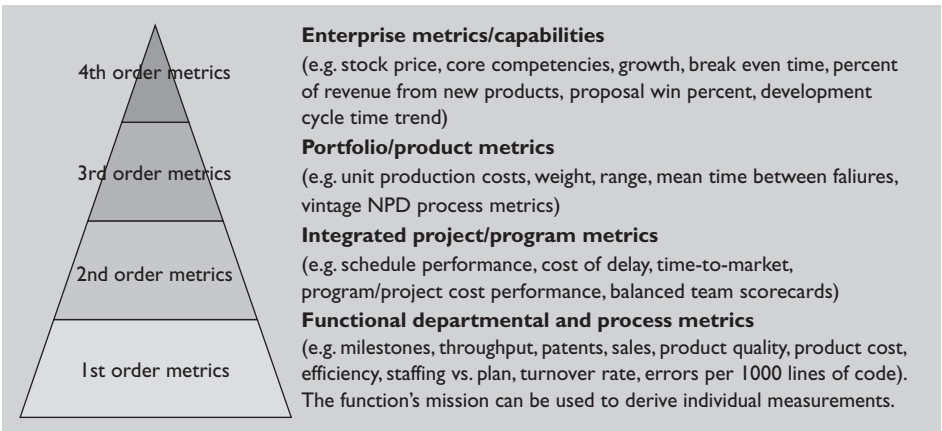 Enterprise metrics/capabilities
4th order metrics
(e.g. stock price, core competencies, growth, break even time, percent
of revenue from new products, proposal win percent, development
cycle time trend)
Portfolio/product metrics
3rd order metrics
(e.g. unit production costs, weight, range, mean time between faliures,
vintage NPD process metrics)
Integrated project/program metrics
2nd order metrics
(e.g. schedule performance, cost of delay, time-to-market,
program/project cost performance, balanced team scorecards)
Functional departmental and process metrics
1st order metrics
(e.g. milestones, throughput, patents, sales, product quality, product cost,
efficiency, staffing vs. plan, turnover rate, errors per 1000 lines of code).
The function's mission can be used to derive individual measurements.